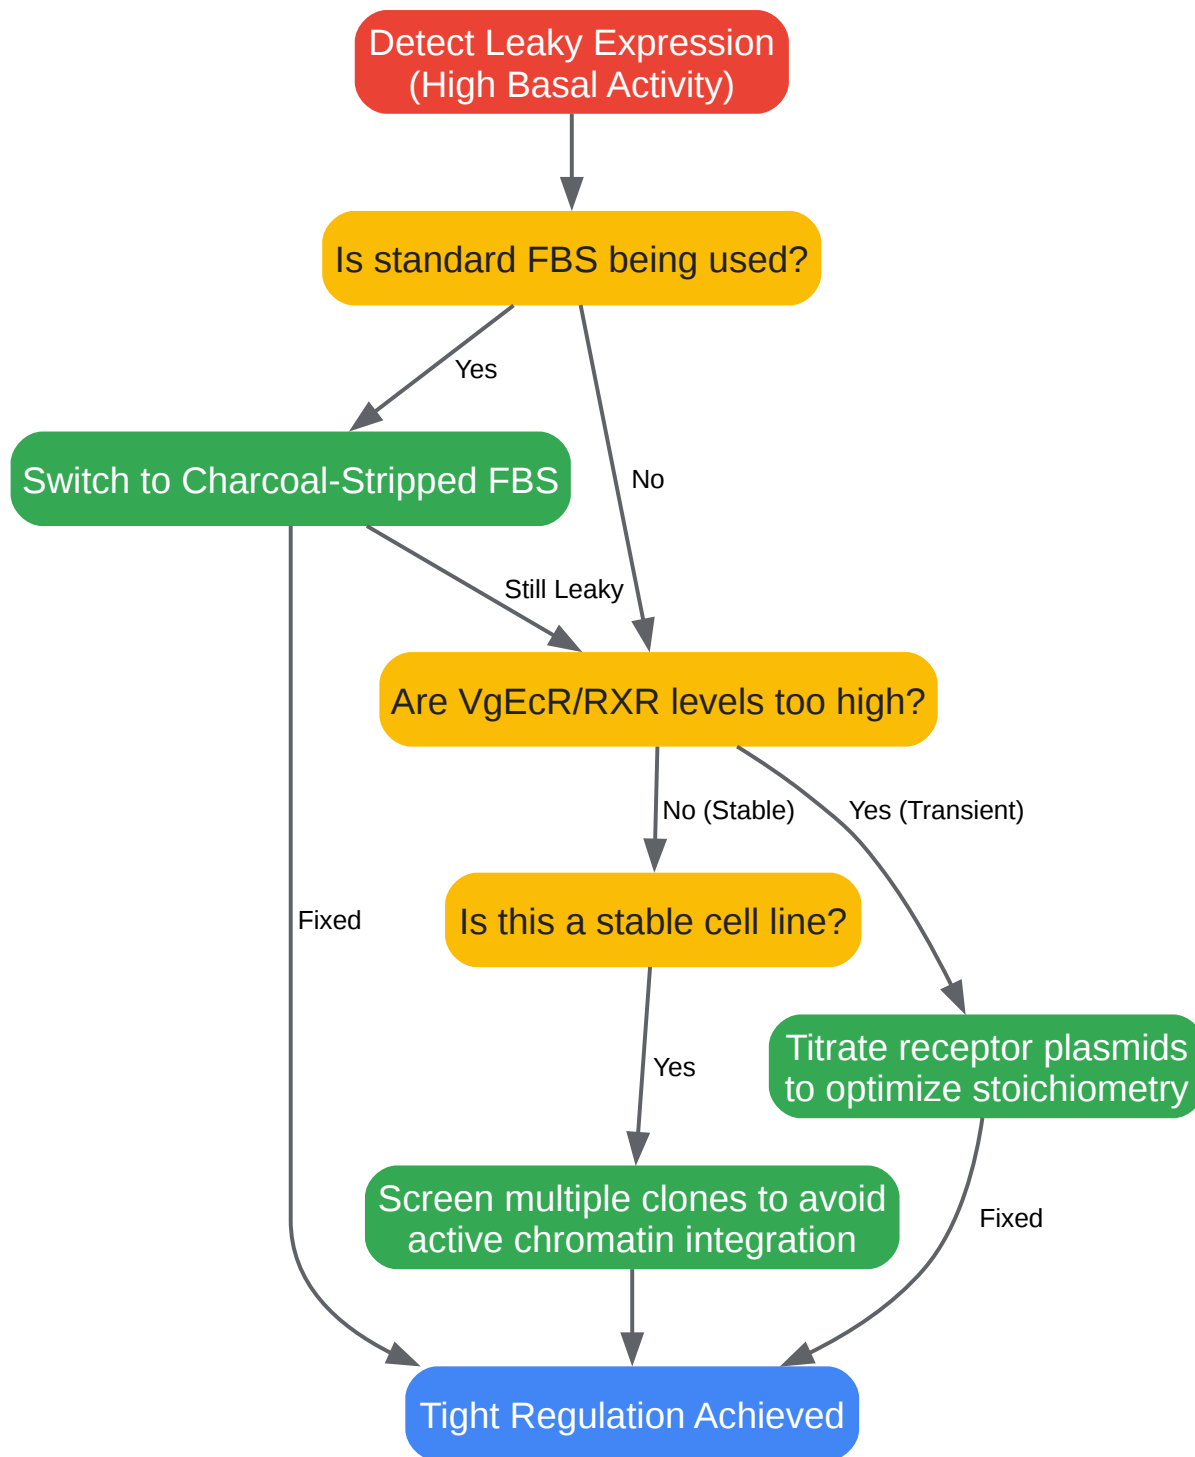 Detect Leaky Expression
(High Basal Activity)
Is standard FBS being used?
Yes
Switch to Charcoal-Stripped FBS
No
Still Leaky
Are VgEcR/RXR levels too high?
No (Stable)
Yes (Transient)
Is this a stable cell line?
Fixed
Titrate receptor plasmids
to optimize stoichiometry
Yes
Screen multiple clones to avoid
active chromatin integration
Fixed
Tight Regulation Achieved